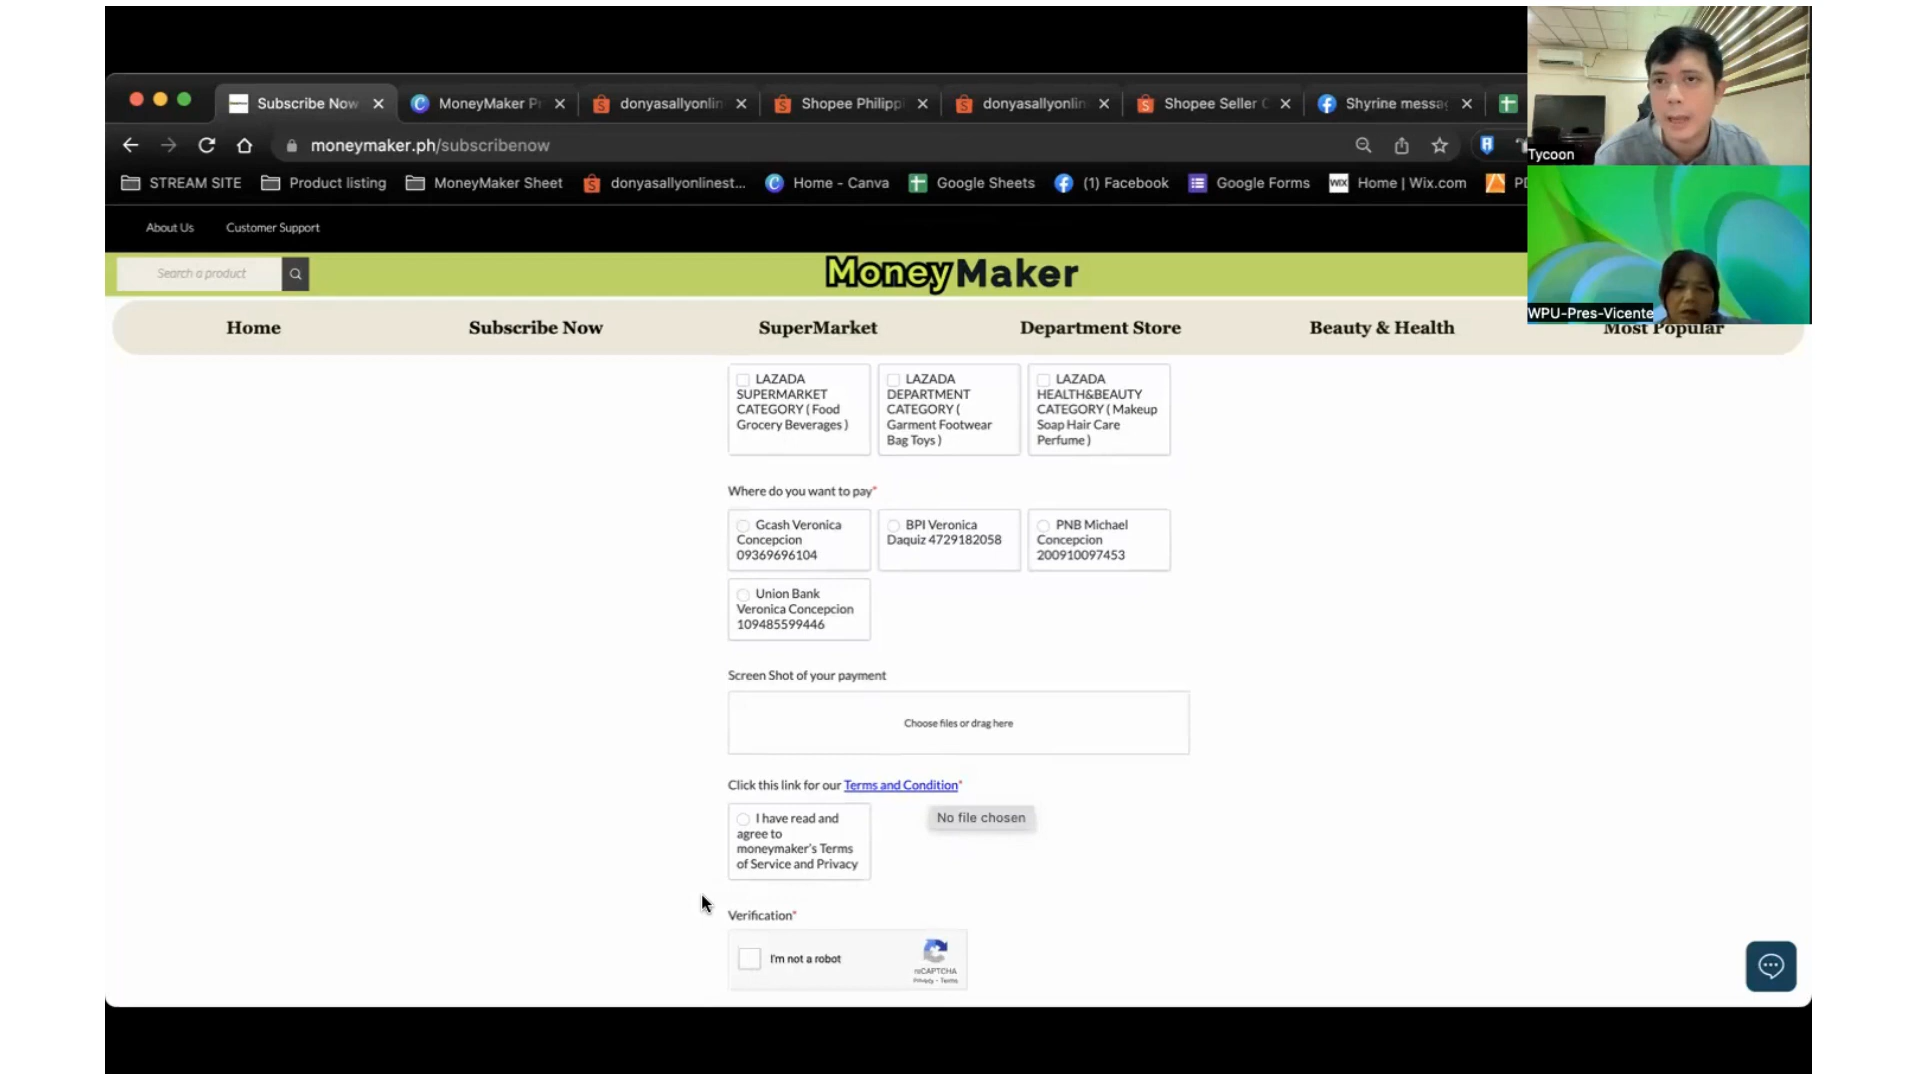 Subscribe Now
MoneyMaker P
donyasallyonlin
Shopee Philipp
donyasallyonlin
Shopee Seller C
Shyrine messa
moneymaker.ph/subscribenow
STREAM SITE
Product listing
MoneyMaker Sheet
donyasallyonlinest...
Home - Canva
Google Sheets
(1) Facebook
Google Forms
WIX
Home | Wix.com
Tycoon
WPU-Pres-Vicente
About Us
Customer Support
Search a product
MoneyMaker
Home
Subscribe Now
SuperMarket
Department Store
Beauty & Health
Most Popular
LAZADA
SUPERMARKET
CATEGORY ( Food
Grocery Beverages )
LAZADA
DEPARTMENT
CATEGORY (
Garment Footwear
Bag Toys )
LAZADA
HEALTH&BEAUTY
CATEGORY ( Makeup
Soap Hair Care
Perfume )
Where do you want to pay*
Gcash Veronica
Concepcion
09369696104
BPI Veronica
Daquiz 4729182058
PNB Michael
Concepcion
200910097453
Union Bank
Veronica Concepcion
109485599446
Screen Shot of your payment
Choose files or drag here
Click this link for our Terms and Condition*
I have read and
agree to
moneymaker's Terms
of Service and Privacy
No file chosen
Verification*
I'm not a robot
reCAPTCHA
Privacy - Terms